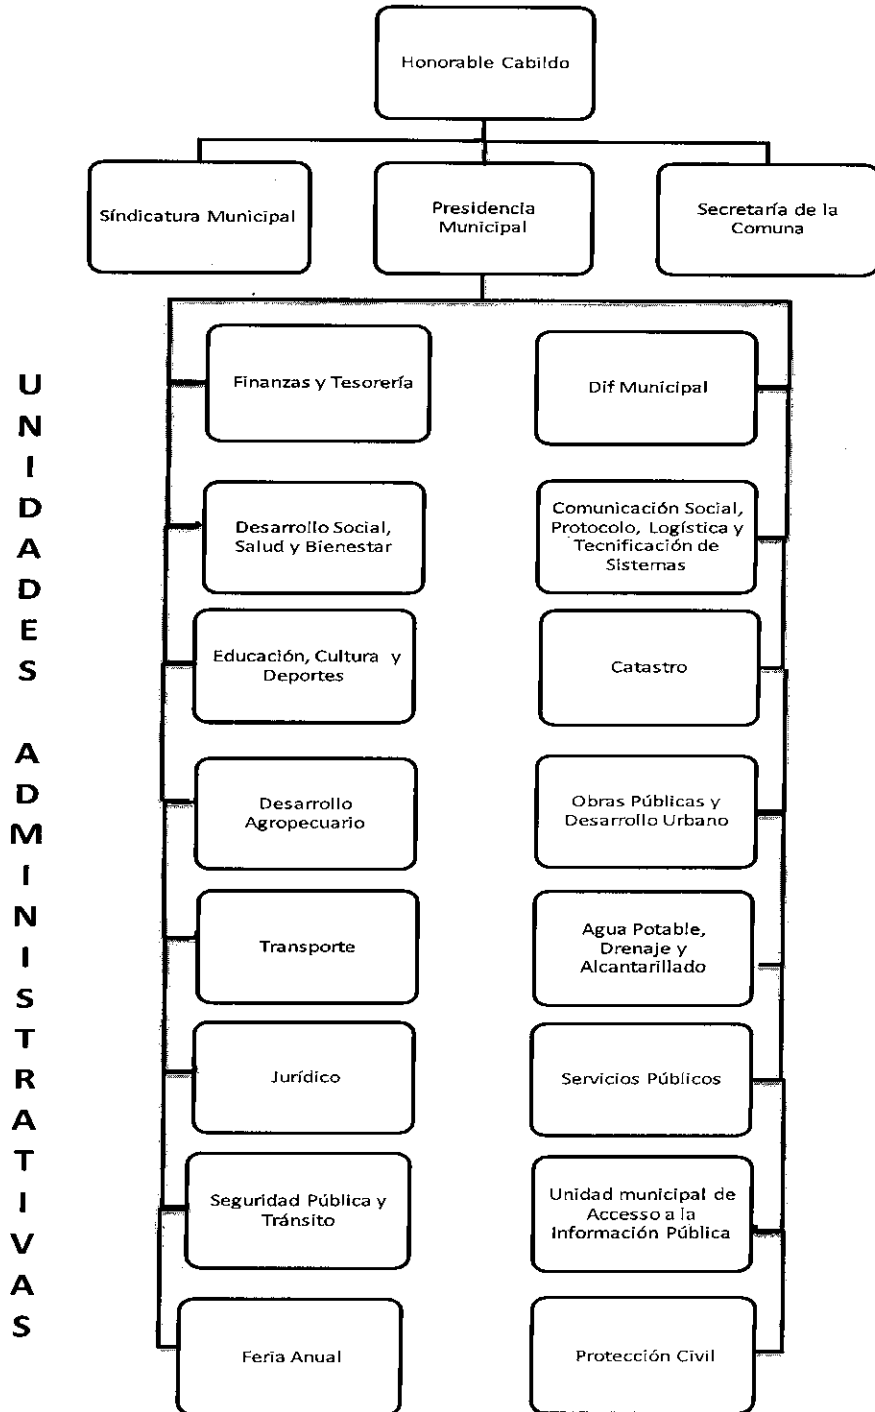 Honorable Cabildo
Síndicatura Municipal
Presidencia
Municipal
Secretaría de la
Comuna
UNIDADES ADMINISTRATIVAS
Finanzas y Tesorería
Dif Municipal
Desarrollo Social,
Salud y Bienestar
Comunicación Social,
Protocolo, Logística y
Tecnificación de
Sistemas
Educación, Cultura y
Deportes
Catastro
Desarrollo
Agropecuario
Obras Públicas y
Desarrollo Urbano
Transporte
Agua Potable,
Drenaje y
Alcantarillado
Jurídico
Servicios Públicos
Seguridad Pública y
Tránsito
Unidad municipal de
Accesso a la
Información Pública
Feria Anual
Protección Civil